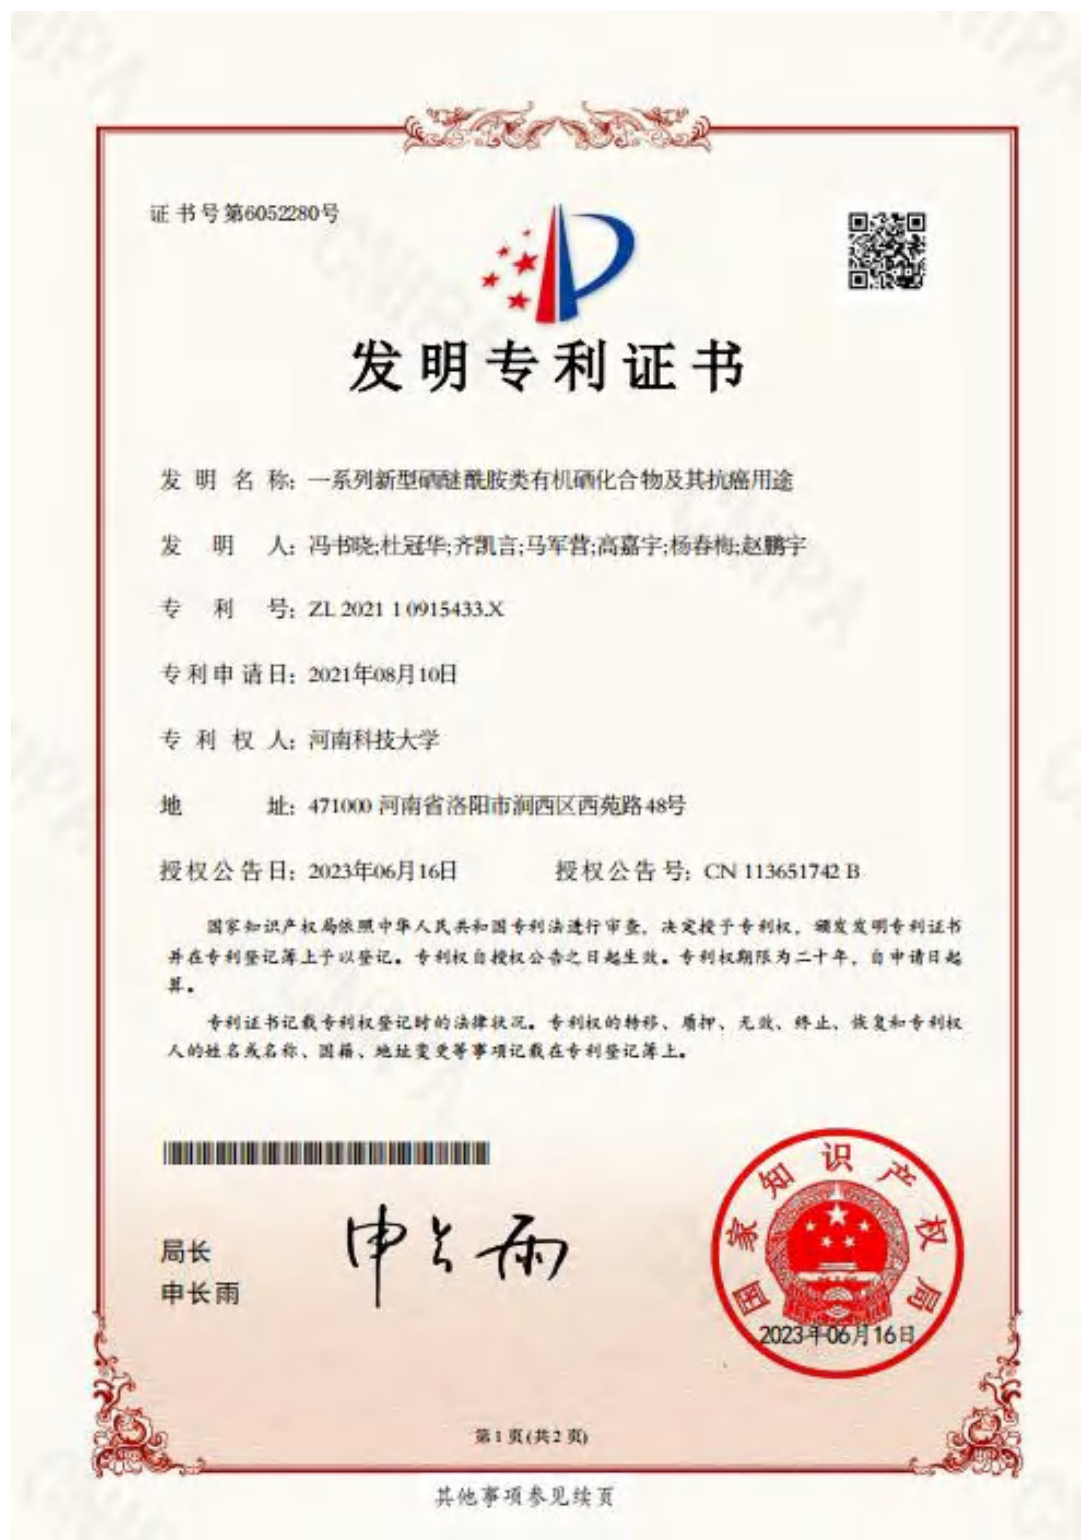 证书号第6052280号
发明专利证书
发明名称：一系列新型硒醚酰胺类有机硒化合物及其抗癌用途
发明人：冯书晓;杜冠华;齐凯言;马军营;高嘉宇;杨春梅;赵鹏宇
专利号：ZL 2021 1 0915433.X
专利申请日：2021年08月10日
专利权人：河南科技大学
地址：471000 河南省洛阳市涧西区西苑路48号
授权公告日：2023年06月16日 授权公告号：CN 113651742 B
国家知识产权局依照中华人民共和国专利法进行审查，决定授予专利权，颁发发明专利证书
并在专利登记簿上予以登记。专利权自授权公告之日起生效。专利权期限为二十年，自申请日起
算。
专利证书记载专利权登记时的法律状况。专利权的转移、质押、无效、终止、恢复和专利权
人的姓名或名称、国籍、地址变更等事项记载在专利登记簿上。
局长
申长雨
申长雨
国家知识产权局
2023年06月16日
第1页(共2页)
其他事项参见续页
CNIPA